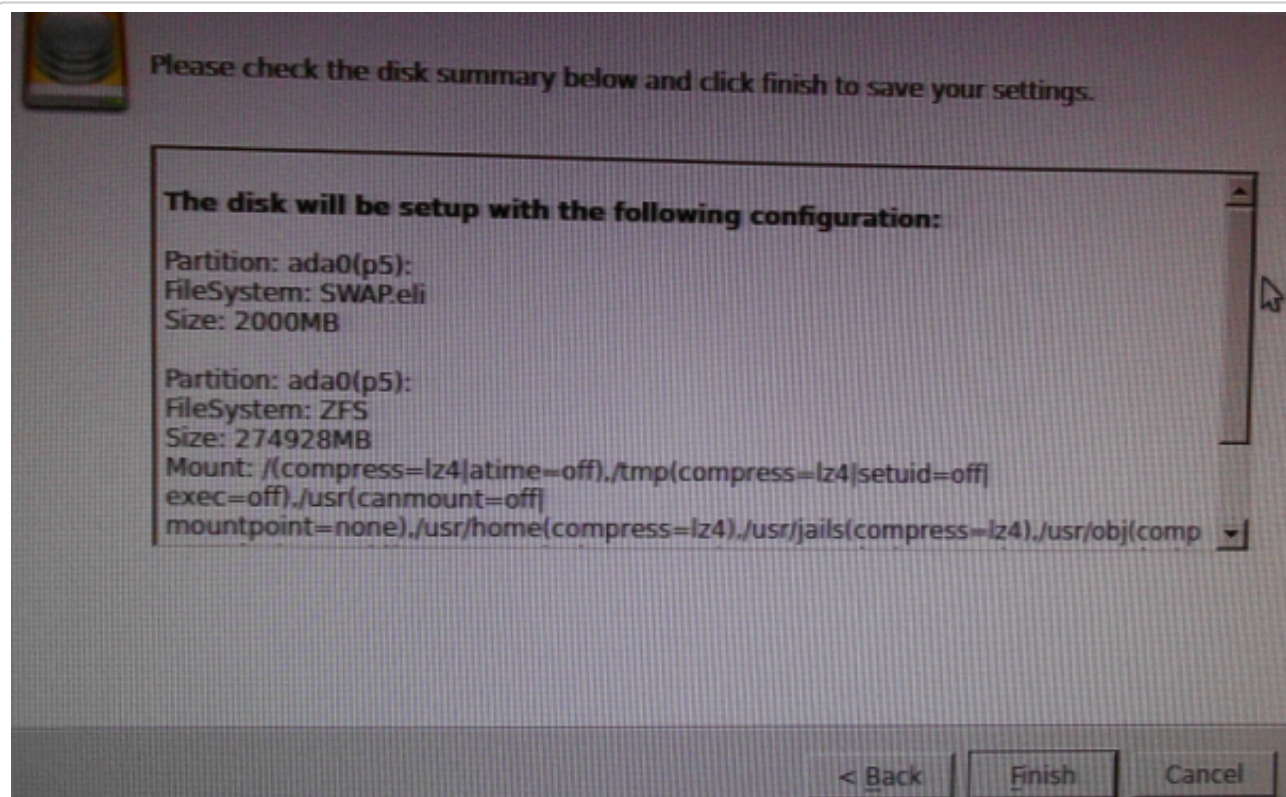 Please check the disk summary below and click finish to save your settings.
The disk will be setup with the following configuration:
Partition: ada0(p5):
FileSystem: SWAP.eli
Size: 2000MB
Partition: ada0(p5):
FileSystem: ZFS
Size: 274928MB
Mount: /(compress=lz4|atime=off),/tmp(compress=lz4|setuid=off|
exec=off),/usr(canmount=off|
mountpoint=none),/usr/home(compress=lz4),/usr/jails(compress=lz4),/usr/obj(comp
< Back
Finish
Cancel